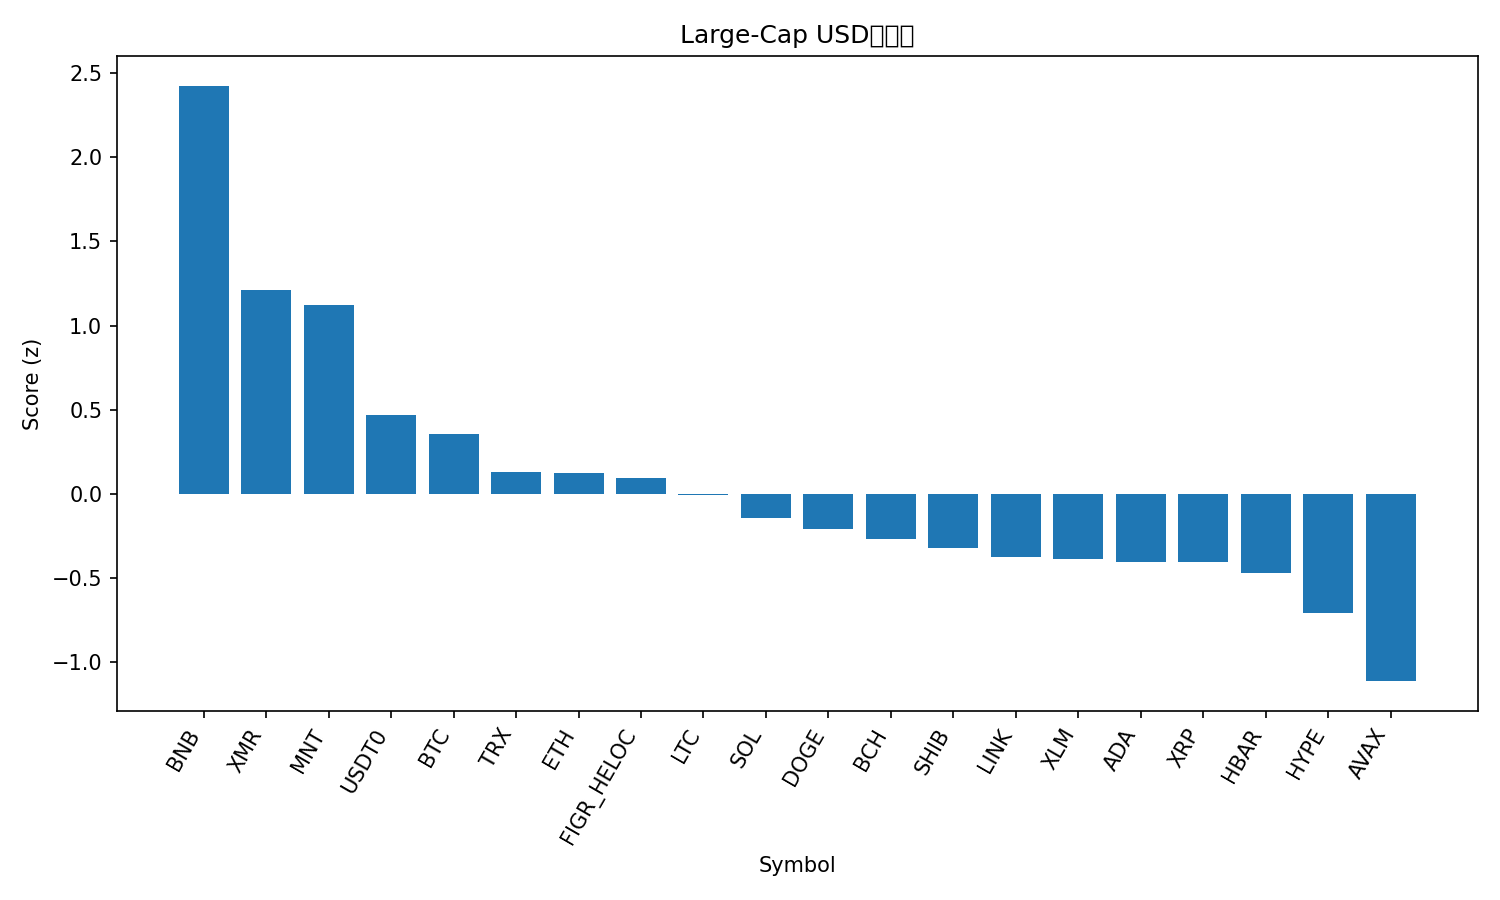 Large-Cap USD
2.5
2.0
1.5
1.0
0.5
0.0
−0.5
−1.0
Score (z)
BNB
XMR
MNT
USDT0
BTC
TRX
ETH
FIGR_HELOC
LTC
SOL
DOGE
BCH
SHIB
LINK
XLM
ADA
XRP
HBAR
HYPE
AVAX
Symbol